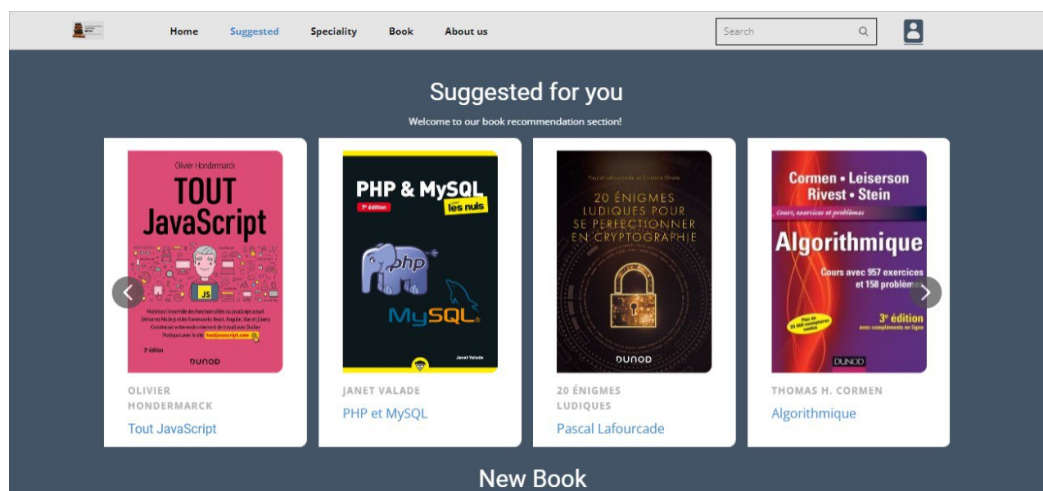 Home Suggested Speciality Book About us Search
Suggested for you
Welcome to our book recommendation section!
Olivier Hondermarck
TOUT
JavaScript
JS
3e édition
DUNOD
OLIVIER
HONDERMARCK
Tout JavaScript
PHP & MySQL
7e édition
les nuls
php
MySQL
Janet Valade
JANET VALADE
PHP et MySQL
Pascal Lafourcade et
20 ÉNIGMES
LUDIQUES POUR
SE PERFECTIONNER
EN CRYPTOGRAPHIE
DUNOD
20 ÉNIGMES
LUDIQUES
Pascal Lafourcade
Cormen • Leiserson
Rivest • Stein
Cours, exercices et problèmes
Algorithmique
Cours avec 957 exercices
et 158 problèmes
3e édition
avec compléments en ligne
DUNOD
THOMAS H. CORMEN
Algorithmique
New Book